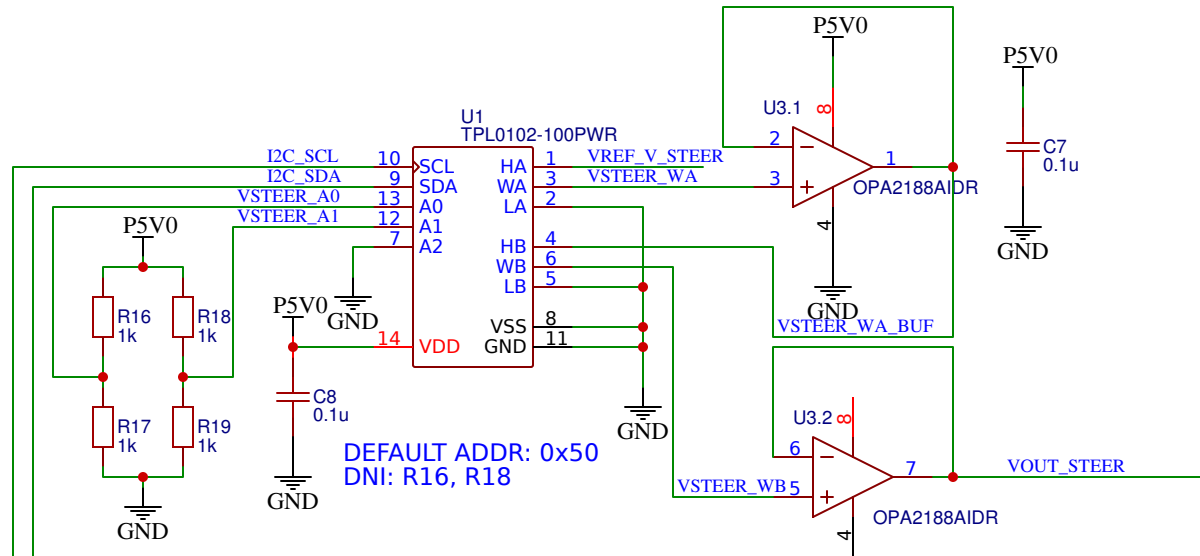 P5V0
P5V0
U3.1
8
2
1
3
4
OPA2188AIDR
C7
0.1u
GND
GND
U1
TPL0102-100PWR
I2C_SCL
10
SCL
HA
1
VREF_V_STEER
I2C_SDA
9
SDA
WA
3
VSTEER_WA
VSTEER_A0
13
A0
LA
2
VSTEER_A1
12
A1
7
A2
HB
4
WB
6
LB
5
VSS
8
GND
11
14
VDD
P5V0
R16
1k
R18
1k
R17
1k
R19
1k
GND
GND
P5V0
C8
0.1u
GND
GND
DEFAULT ADDR: 0x50
DNI: R16, R18
VSTEER_WA_BUF
U3.2
8
6
7
VOUT_STEER
VSTEER_WB
5
4
OPA2188AIDR